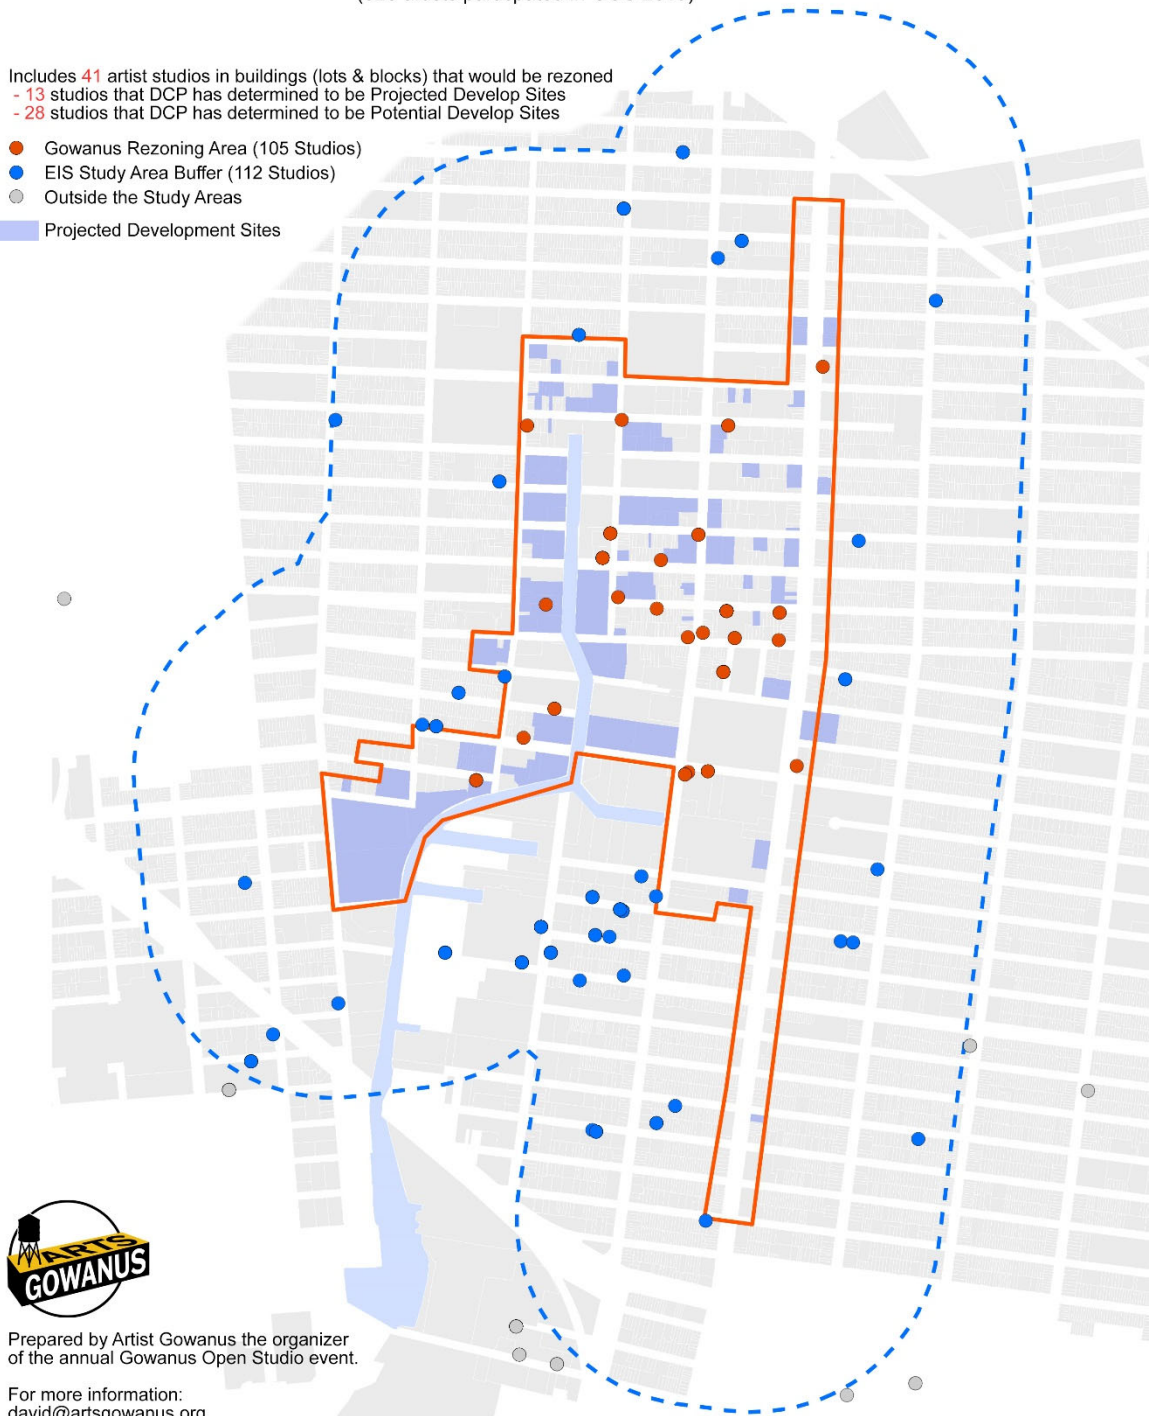 Includes 41 artist studios in buildings (lots & blocks) that would be rezoned
- 13 studios that DCP has determined to be Projected Develop Sites
- 28 studios that DCP has determined to be Potential Develop Sites
Gowanus Rezoning Area (105 Studios)
EIS Study Area Buffer (112 Studios)
Outside the Study Areas
Projected Development Sites
ARTS
GOWANUS
Prepared by Artist Gowanus the organizer
of the annual Gowanus Open Studio event.
For more information:
david@artsgowanus.org